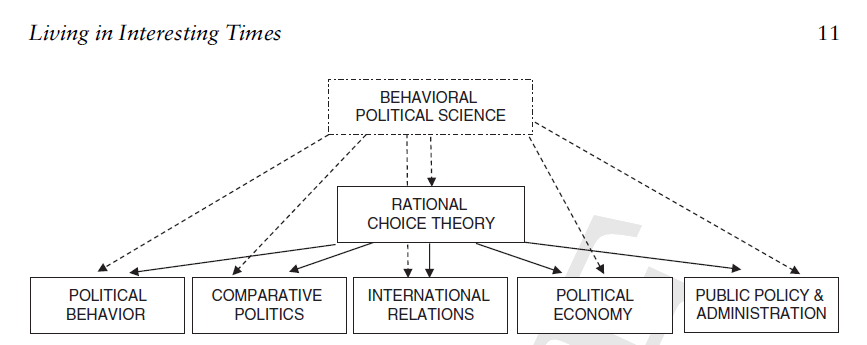 Living in Interesting Times 11
BEHAVIORAL
POLITICAL SCIENCE
RATIONAL
CHOICE THEORY
POLITICAL
BEHAVIOR
COMPARATIVE
POLITICS
INTERNATIONAL
RELATIONS
POLITICAL
ECONOMY
PUBLIC POLICY &
ADMINISTRATION